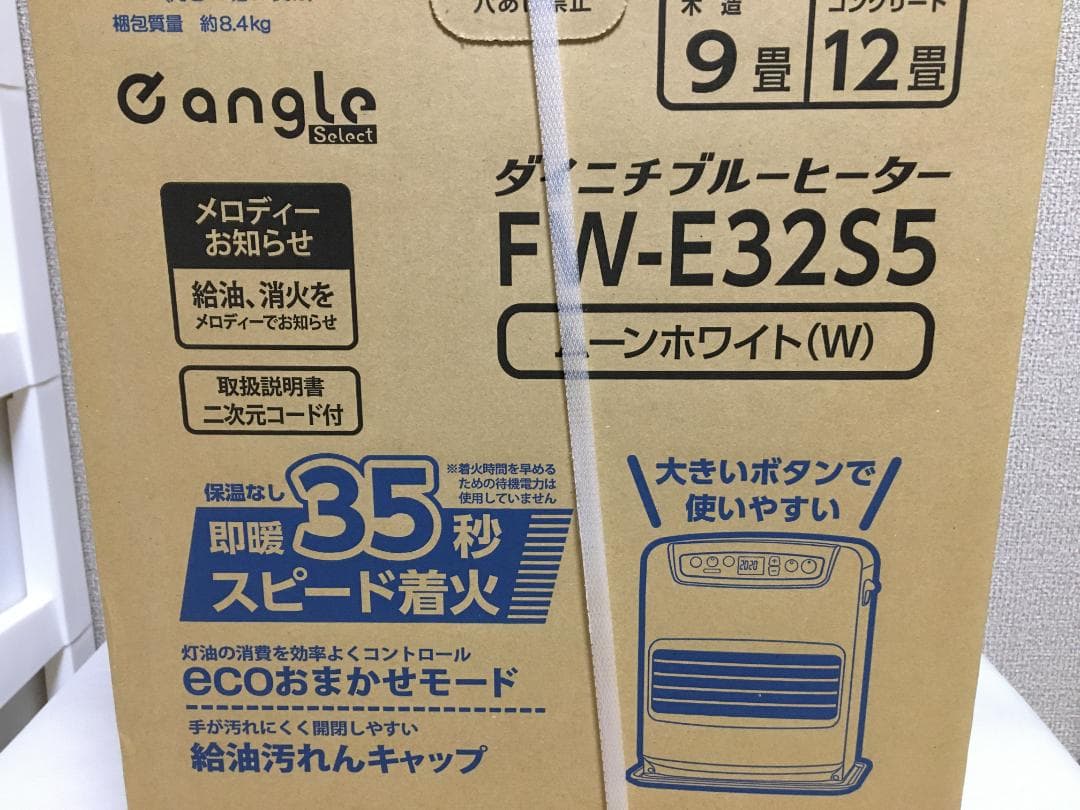 梱包質量 約8.4kg
木造
コンクリート
9畳
12畳
angle
Select
ダイニチブルーヒーター
FW-E32S5
ムーンホワイト(W)
メロディー
お知らせ
給油、消火を
メロディーでお知らせ
取扱説明書
二次元コード付
保温なし
※着火時間を早める
ための待機電力は
使用していません
即暖35秒
スピード着火
大きいボタンで
使いやすい
2020
灯油の消費を効率よくコントロール
ecoおまかせモード
手が汚れにくく開閉しやすい
給油汚れんキャップ